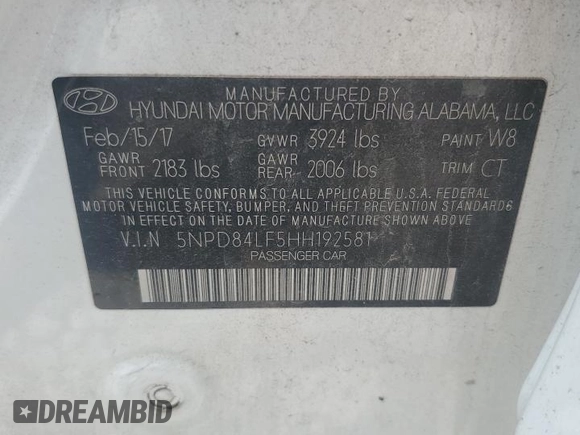 MANUFACTURED BY
HYUNDAI MOTOR MANUFACTURING ALABAMA, LLC
Feb/15/17 GVWR 3924 lbs PAINT W8
GAWR FRONT 2183 lbs GAWR REAR 2006 lbs TRIM CT
THIS VEHICLE CONFORMS TO ALL APPLICABLE U.S.A. FEDERAL
MOTOR VEHICLE SAFETY, BUMPER, AND THEFT PREVENTION STANDARDS
IN EFFECT ON THE DATE OF MANUFACTURE SHOWN ABOVE
V.I.N 5NPD84LF5HH192581
PASSENGER CAR
DREAMBID